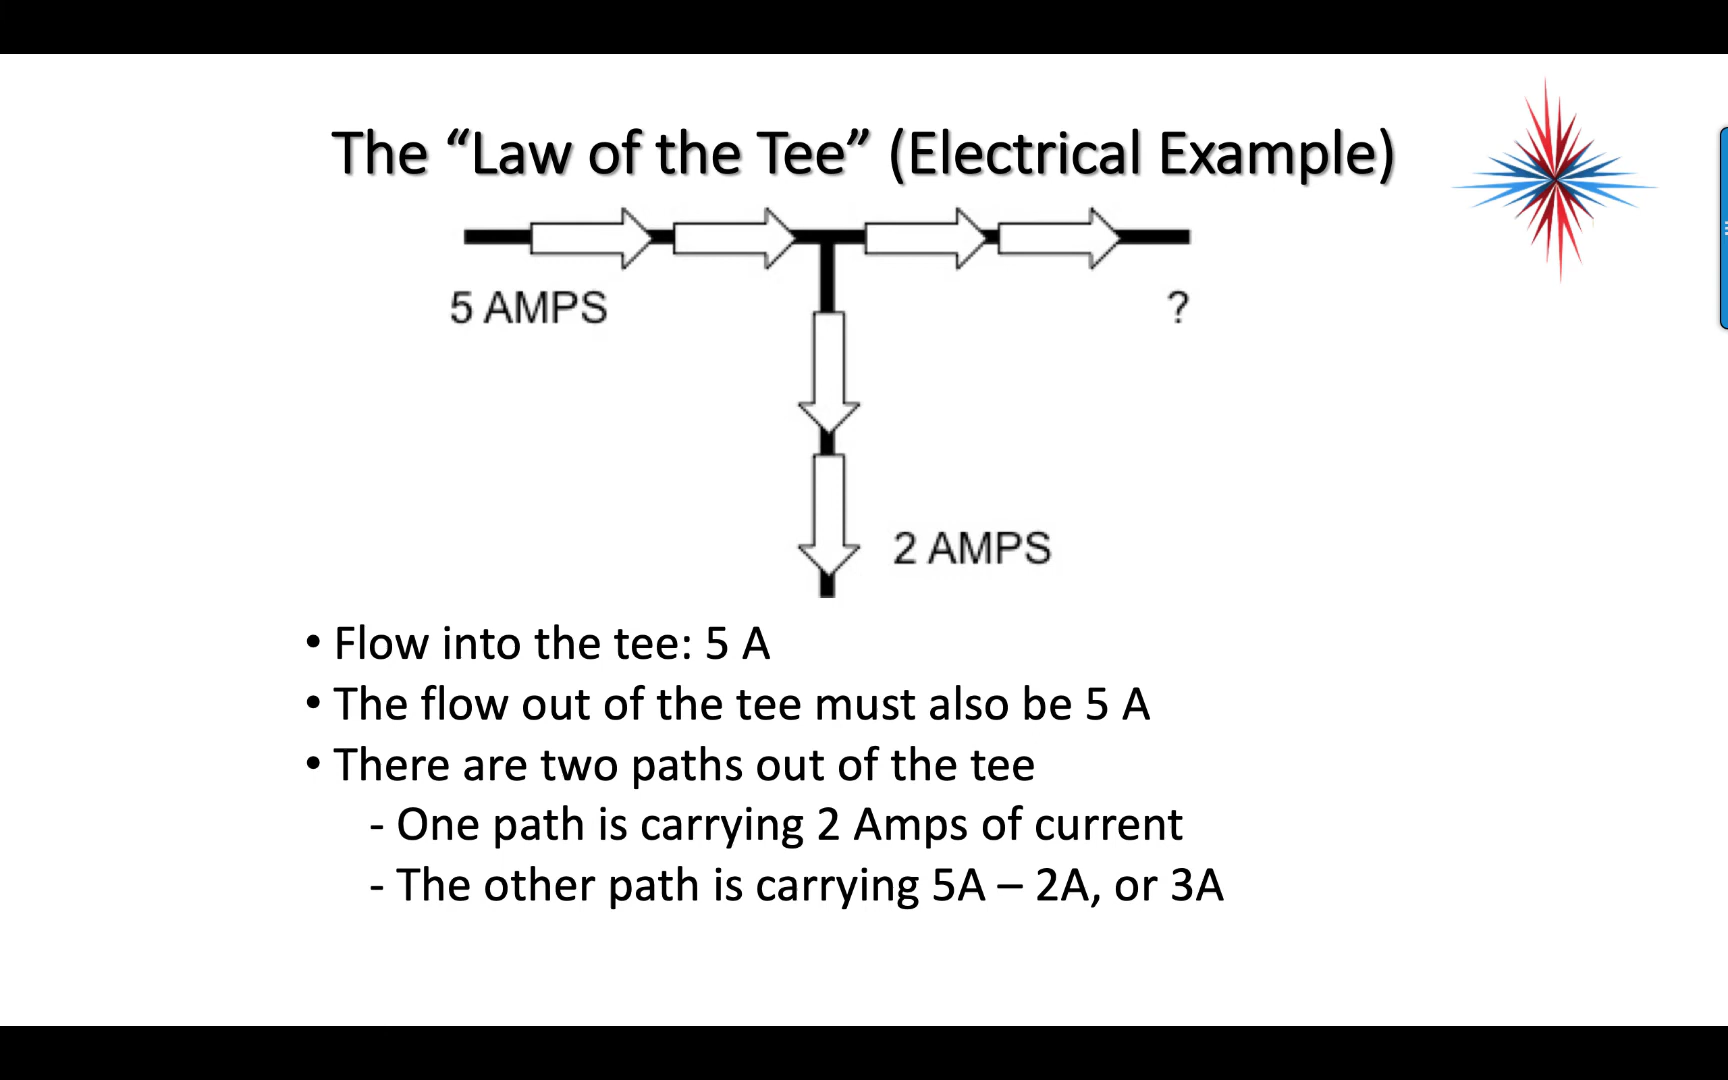 The “Law of the Tee” (Electrical Example)
5 AMPS
?
2 AMPS
• Flow into the tee: 5 A
• The flow out of the tee must also be 5 A
• There are two paths out of the tee
- One path is carrying 2 Amps of current
- The other path is carrying 5A – 2A, or 3A